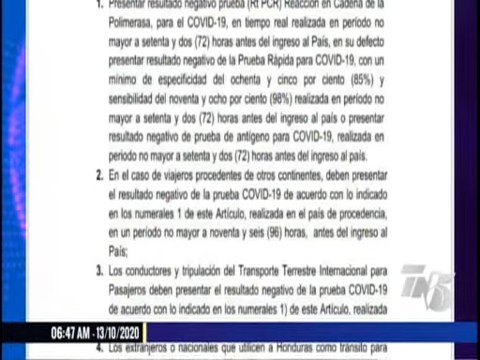 1. Presentar resultado negativo prueba (Rt PCR) Reacción en Cadena de la
Polimerasa, para el COVID-19, en tiempo real realizada en período no
mayor a setenta y dos (72) horas antes del ingreso al País, en su defecto
presentar resultado negativo de la Prueba Rápida para COVID-19, con un
mínimo de especificidad del ochenta y cinco por ciento (85%) y
sensibilidad del noventa y ocho por ciento (98%) realizada en período no
mayor a setenta y dos (72) horas antes del ingreso al país o presentar
resultado negativo de prueba de antígeno para COVID-19, realizada en
período no mayor a setenta y dos (72) horas antes del ingreso al país.
2. En el caso de viajeros procedentes de otros continentes, deben presentar
el resultado negativo de la prueba COVID-19 de acuerdo con lo indicado
en los numerales 1 de este Artículo, realizada en el país de procedencia,
en un período no mayor a noventa y seis (96) horas, antes del ingreso al
País;
3. Los conductores y tripulación del Transporte Terrestre Internacional para
Pasajeros deben presentar el resultado negativo de la prueba COVID-19
de acuerdo con lo indicado en los numerales 1) de este Artículo, realizada
4. Los extranjeros o nacionales que utilicen a Honduras como tránsito para
TN5
06:47 AM -13/10/2020